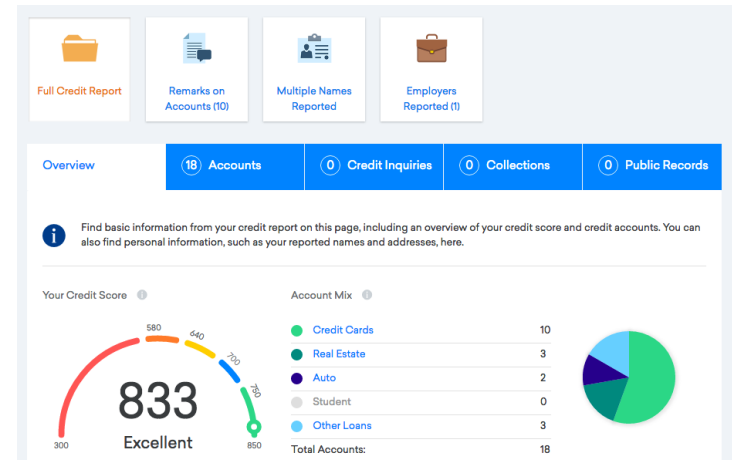 Full Credit Report
Remarks on
Accounts (10)
Multiple Names
Reported
Employers
Reported (1)
Overview
18 Accounts
0 Credit Inquiries
0 Collections
0 Public Records
i Find basic information from your credit report on this page, including an overview of your credit score and credit accounts. You can
also find personal information, such as your reported names and addresses, here.
Your Credit Score i
300
580
640
700
750
850
833
Excellent
Account Mix i
Credit Cards 10
Real Estate 3
Auto 2
Student 0
Other Loans 3
Total Accounts: 18